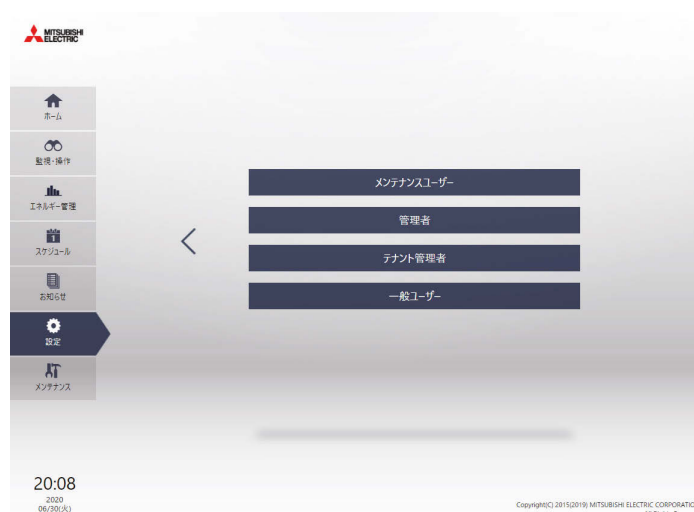 MITSUBISHI
ELECTRIC
ホーム
監視・操作
エネルギー管理
1
スケジュール
お知らせ
設定
メンテナンス
メンテナンスユーザー
管理者
テナント管理者
一般ユーザー
20:08
2020
06/30(火)
Copyright(C) 2015(2019) MITSUBISHI ELECTRIC CORPORATIO